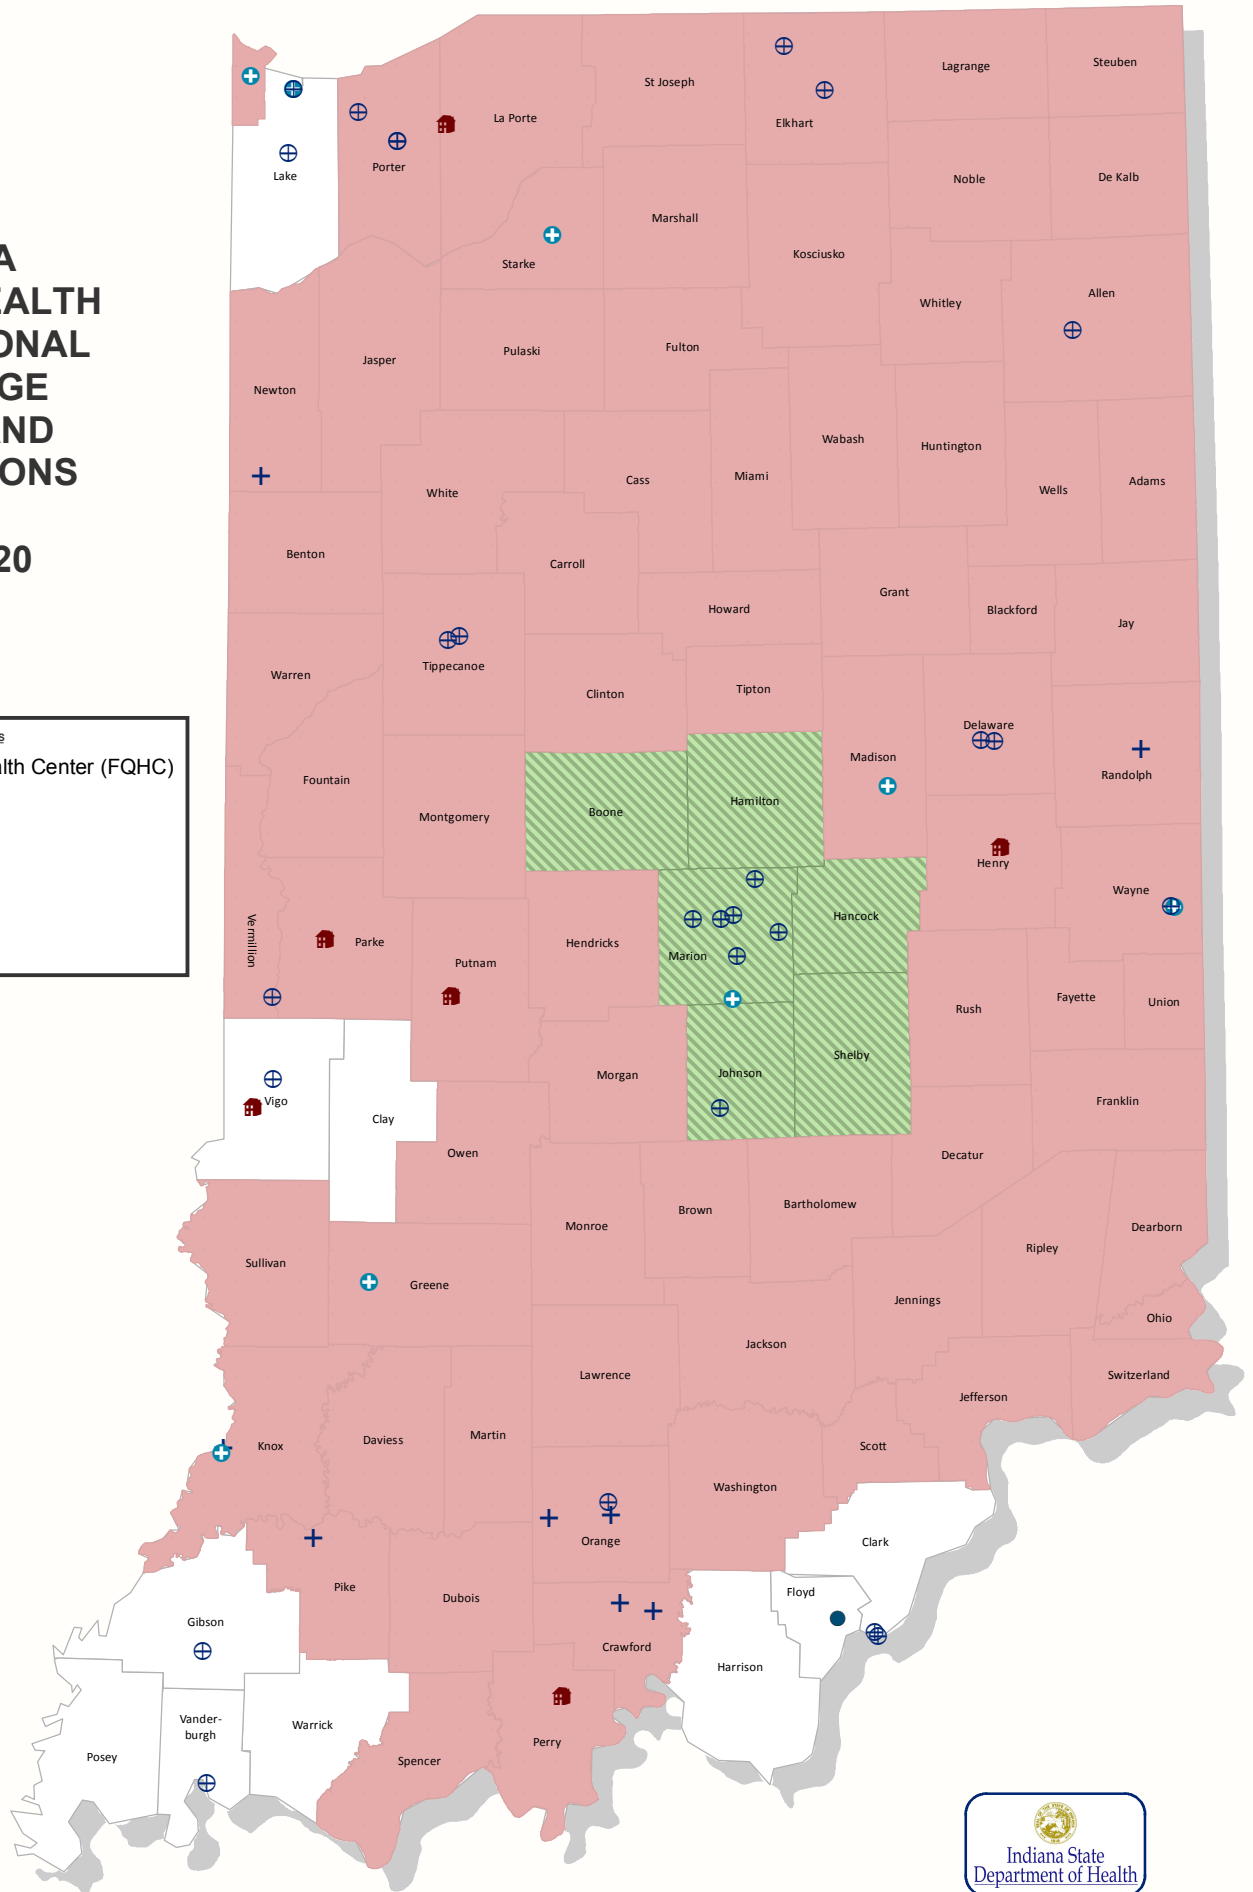 A
EALTH
ONAL
GE
AND
IONS
20
s
alth Center (FQHC)
Lagrange
Steuben
St Joseph
La Porte
Elkhart
Porter
Lake
Noble
De Kalb
Marshall
Kosciusko
Starke
Allen
Whitley
Fulton
Pulaski
Jasper
Newton
Wabash
Huntington
Miami
Cass
Adams
Wells
White
Benton
Carroll
Grant
Howard
Blackford
Jay
Tippecanoe
Warren
Clinton
Tipton
Delaware
Madison
Randolph
Fountain
Hamilton
Boone
Montgomery
Henry
Wayne
Hancock
Vermillion
Parke
Hendricks
Marion
Putnam
Fayette
Union
Rush
Shelby
Johnson
Morgan
Vigo
Clay
Franklin
Owen
Decatur
Brown
Bartholomew
Monroe
Dearborn
Ripley
Sullivan
Greene
Jennings
Ohio
Jackson
Lawrence
Switzerland
Jefferson
Knox
Daviess
Martin
Scott
Washington
Orange
Clark
Pike
Dubois
Floyd
Gibson
Crawford
Harrison
Vander-
burgh
Warrick
Perry
Posey
Spencer
Indiana State
Department of Health